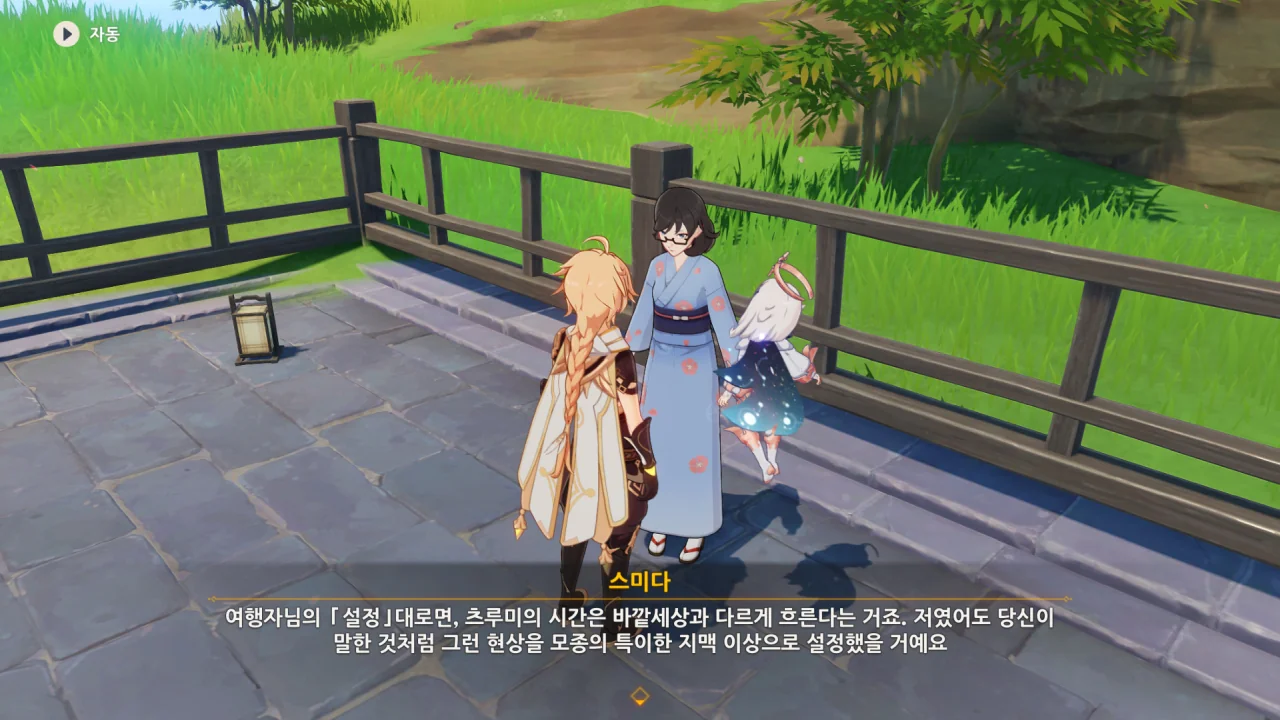 자동
스미다
여행자님의 「설정」대로면, 츠루미의 시간은 바깥세상과 다르게 흐른다는 거죠. 저였어도 당신이
말한 것처럼 그런 현상을 모종의 특이한 지맥 이상으로 설정했을 거예요